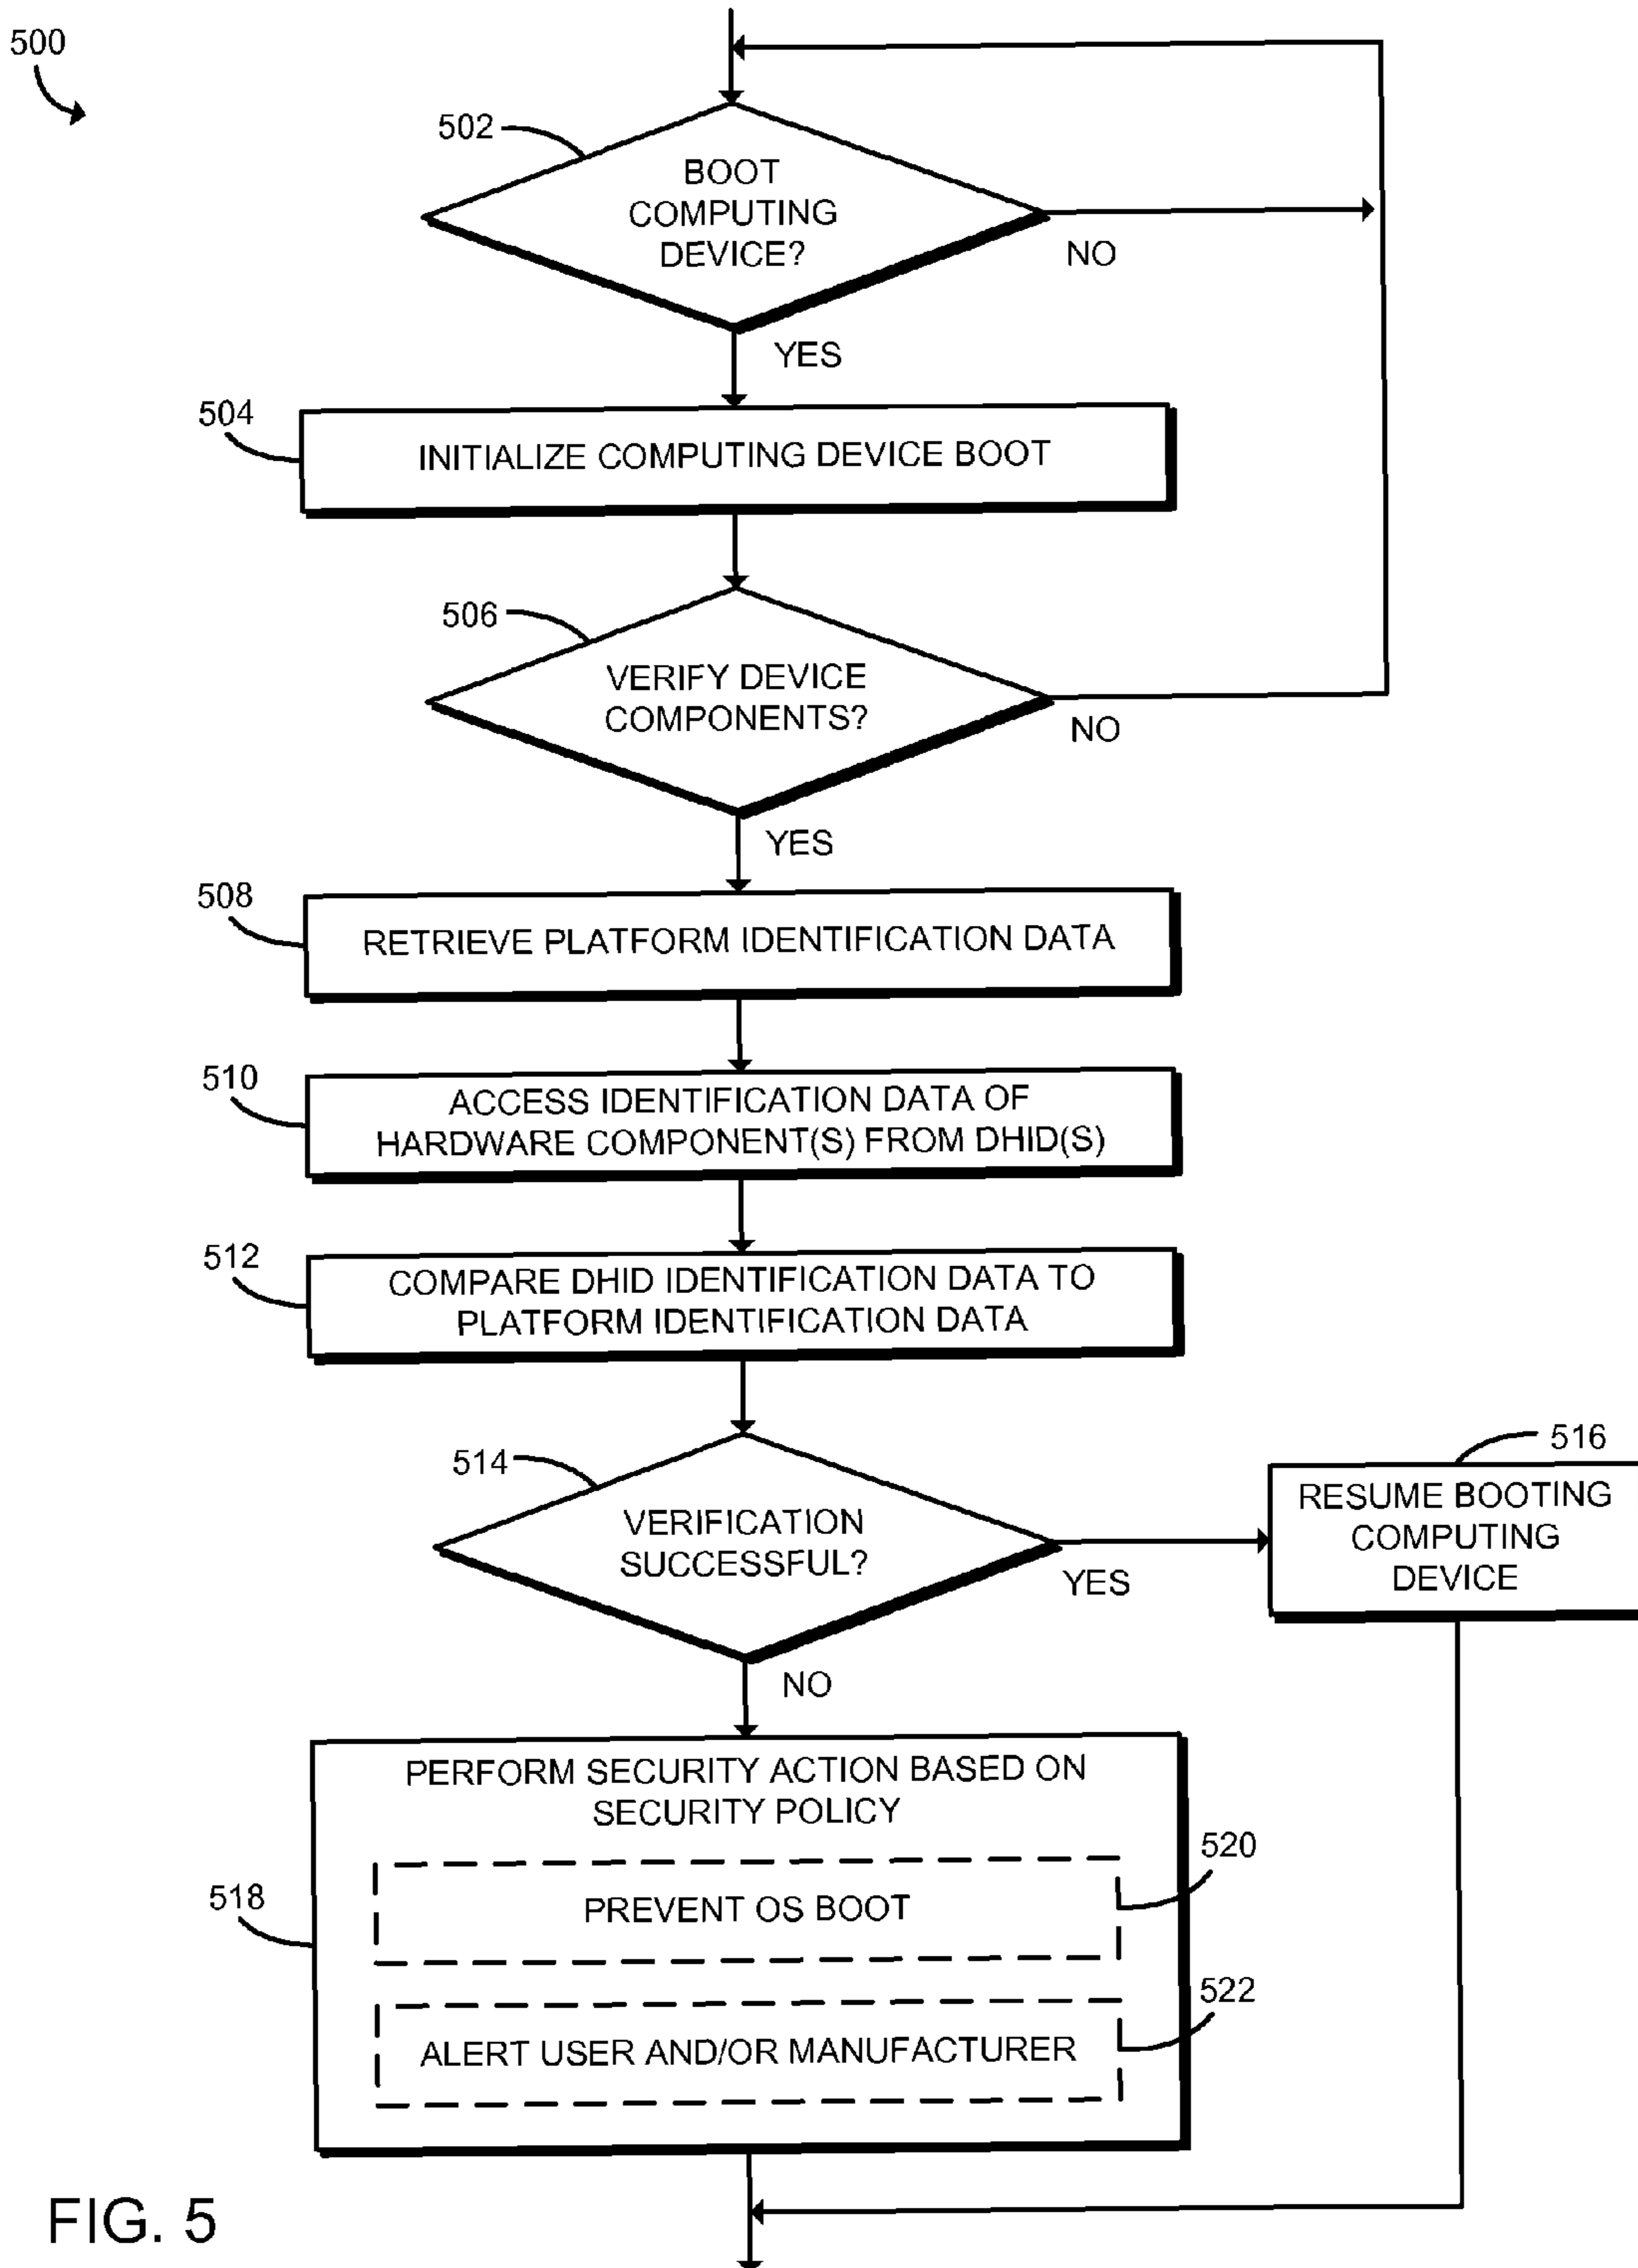 500
502
BOOT
COMPUTING
DEVICE?
NO
YES
504
INITIALIZE COMPUTING DEVICE BOOT
506
VERIFY DEVICE
COMPONENTS?
NO
YES
508
RETRIEVE PLATFORM IDENTIFICATION DATA
510
ACCESS IDENTIFICATION DATA OF
HARDWARE COMPONENT(S) FROM DHID(S)
512
COMPARE DHID IDENTIFICATION DATA TO
PLATFORM IDENTIFICATION DATA
514
VERIFICATION
SUCCESSFUL?
YES
516
RESUME BOOTING
COMPUTING
DEVICE
NO
518
PERFORM SECURITY ACTION BASED ON
SECURITY POLICY
520
PREVENT OS BOOT
522
ALERT USER AND/OR MANUFACTURER
FIG. 5